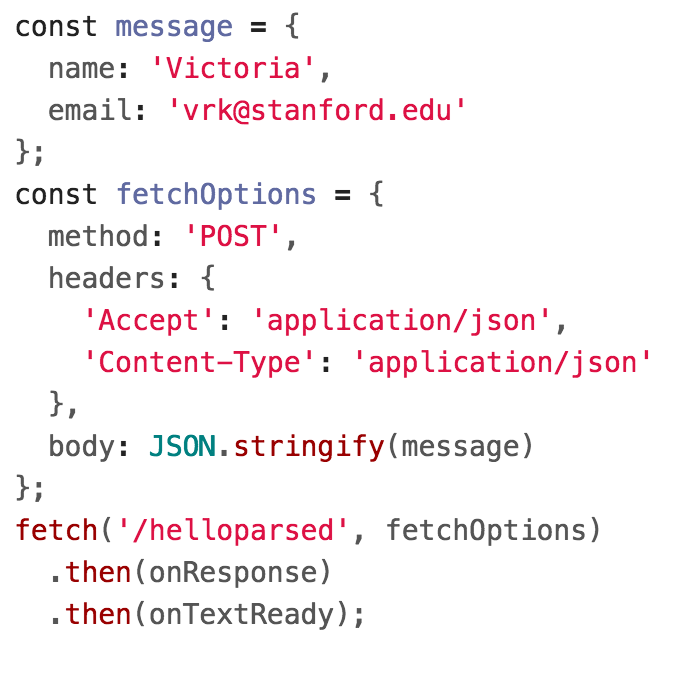 const message = {
  name: 'Victoria',
  email: 'vrk@stanford.edu'
};
const fetchOptions = {
  method: 'POST',
  headers: {
    'Accept': 'application/json',
    'Content-Type': 'application/json'
  },
  body: JSON.stringify(message)
};
fetch('/helloparsed', fetchOptions)
  .then(onResponse)
  .then(onTextReady);